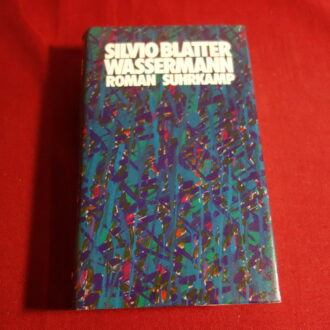 SILVIO BLATTER
WASSERMANN
ROMAN SUHRKAMP